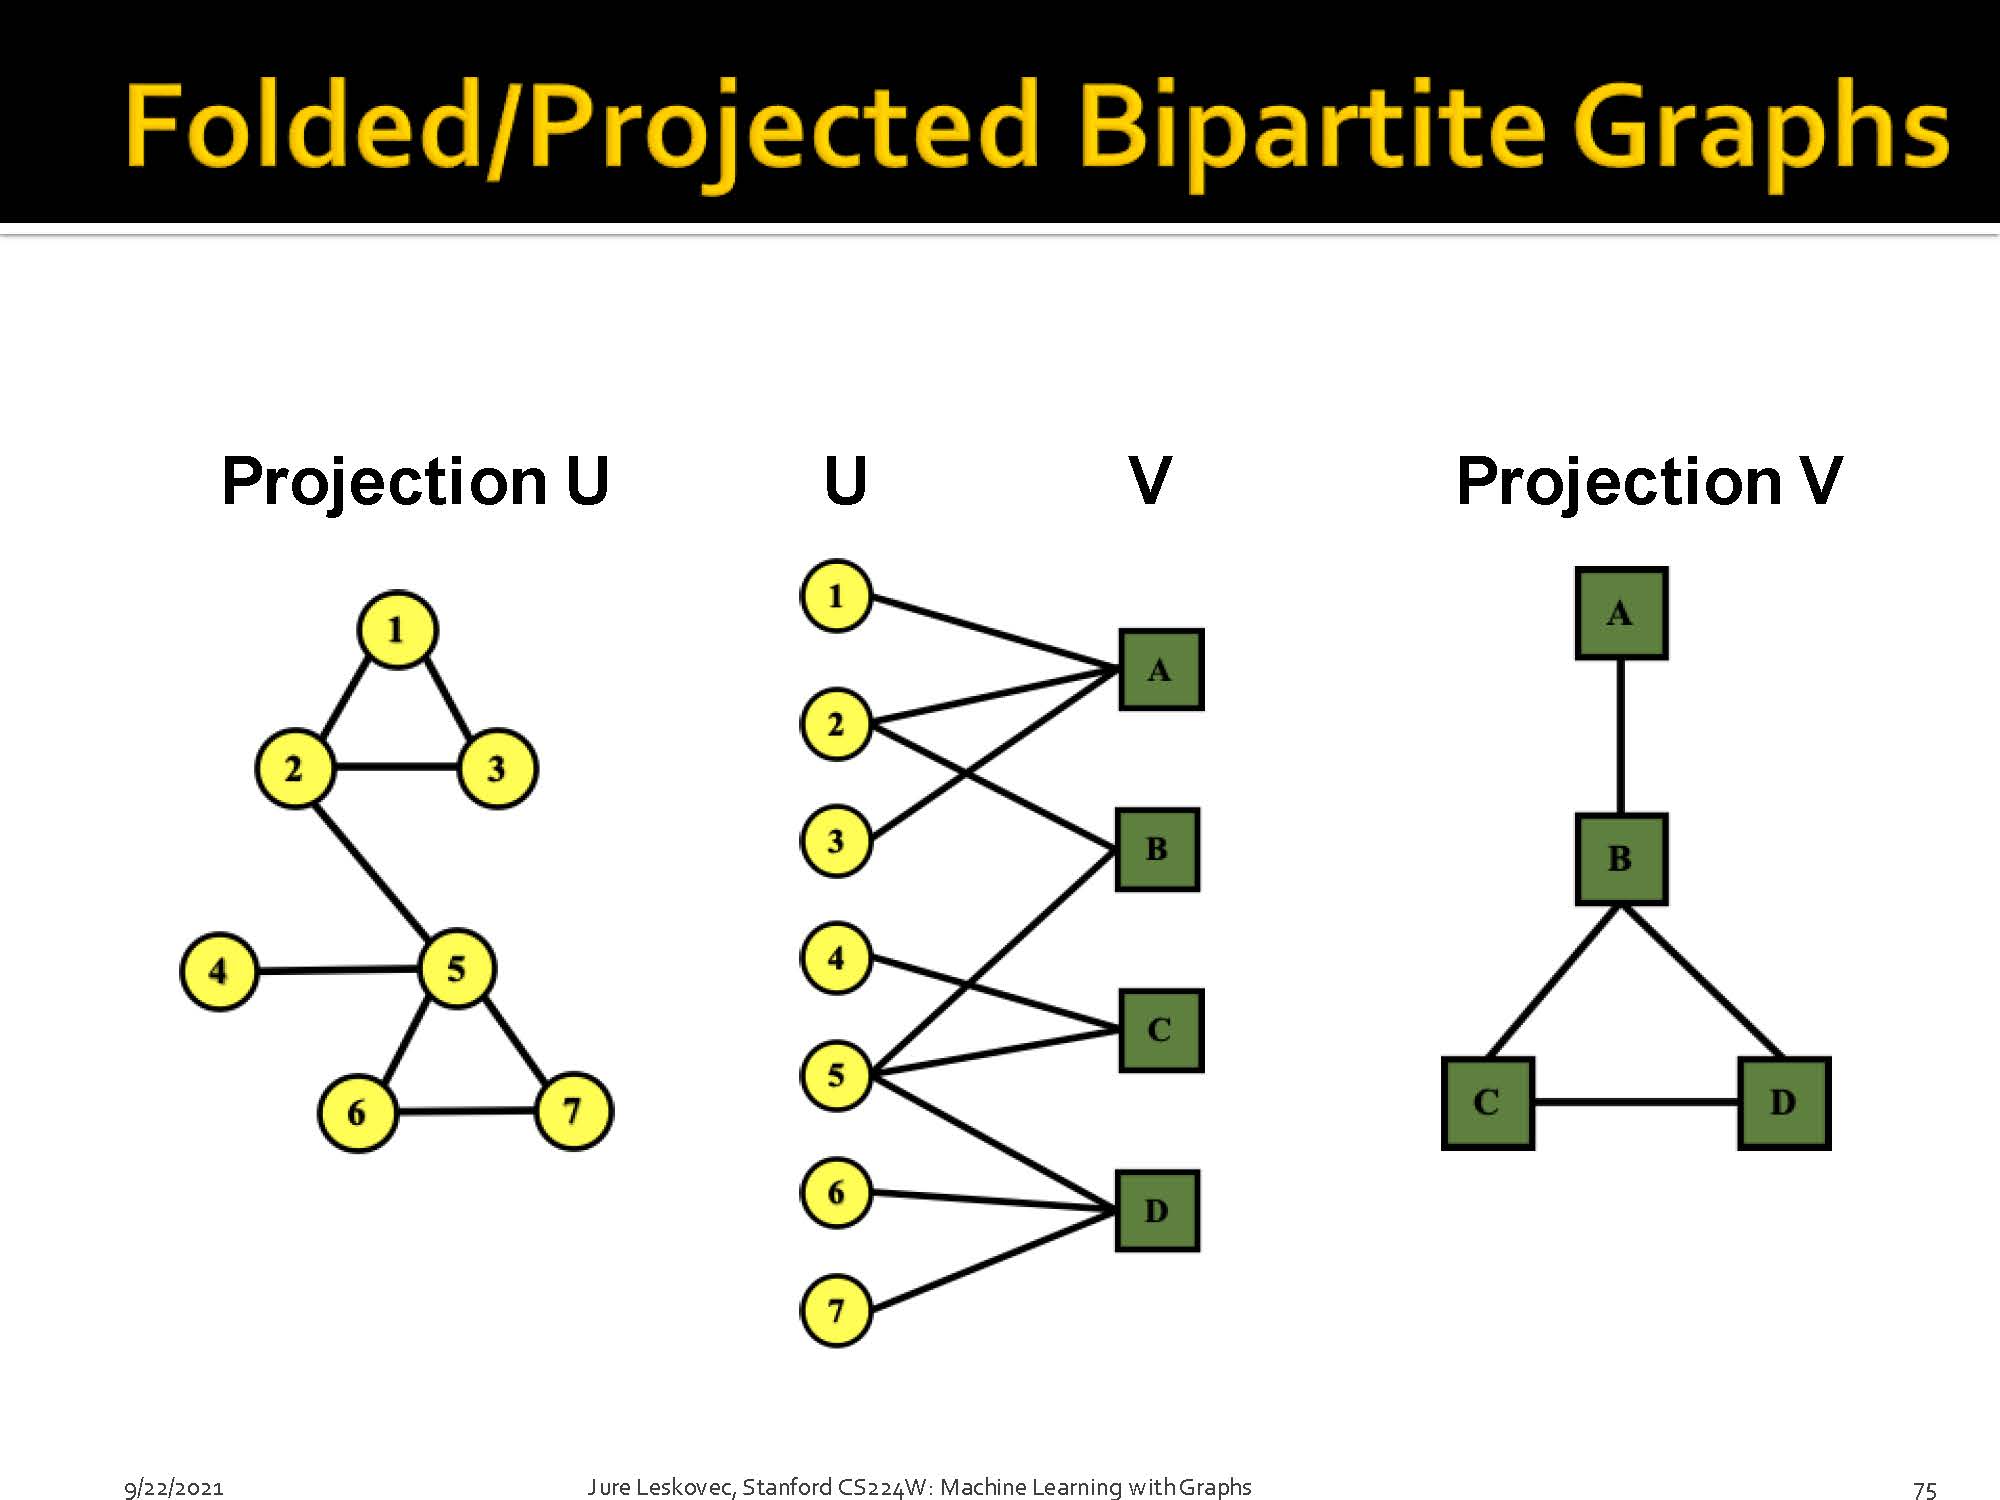 Folded/Projected Bipartite Graphs
Projection U
U
V
Projection V
1
2
3
4
5
6
7
1
2
3
4
5
6
7
A
B
C
D
A
B
C
D
9/22/2021
Jure Leskovec, Stanford CS224W: Machine Learning with Graphs
75